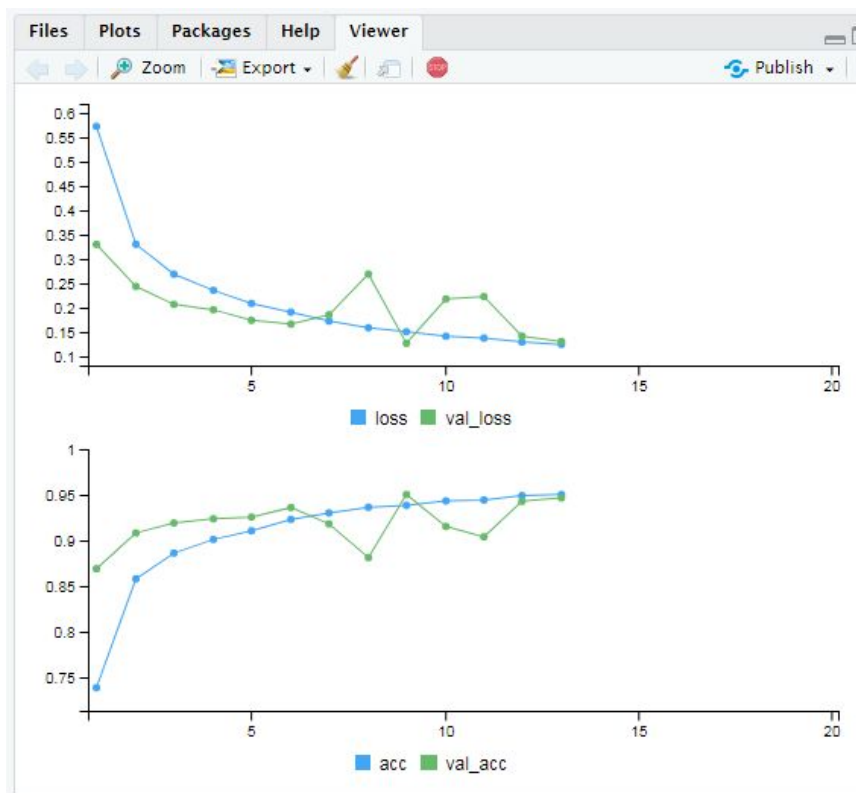 Files Plots Packages Help Viewer
Zoom Export STOP Publish
0.6
0.55
0.5
0.45
0.4
0.35
0.3
0.25
0.2
0.15
0.1
5 10 15 20
loss val_loss
1
0.95
0.9
0.85
0.8
0.75
5 10 15 20
acc val_acc